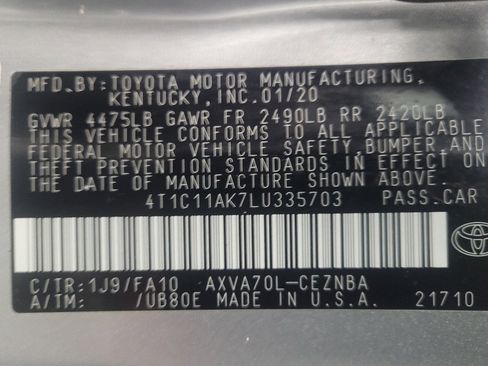 MFD.BY:TOYOTA MOTOR MANUFACTURING,
KENTUCKY,INC.01/20
GVWR 4475LB GAWR FR 2490LB RR 2420LB
THIS VEHICLE CONFORMS TO ALL APPLICABLE
FEDERAL MOTOR VEHICLE SAFETY,BUMPER,AND
THEFT PREVENTION STANDARDS IN EFFECT ON
THE DATE OF MANUFACTURE SHOWN ABOVE.
4T1C11AK7LU335703 PASS.CAR
C/TR:1J9/FA10 AXVA70L-CEZNBA
A/TM: /UB80E MADE IN U.S.A. 21710